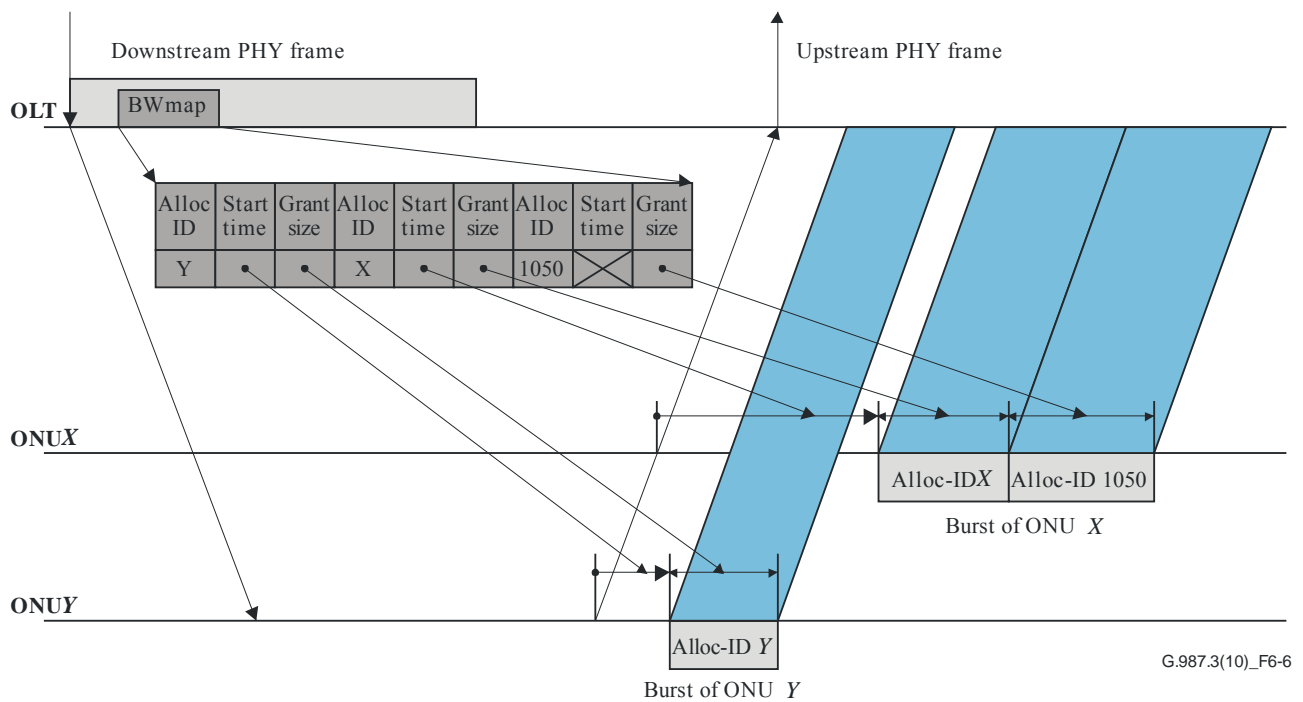 Downstream PHY frame
Upstream PHY frame
OLT
BWmap
Alloc ID
Start time
Grant size
Alloc ID
Start time
Grant size
Alloc ID
Start time
Grant size
Y
X
1050
ONUX
Alloc-IDX
Alloc-ID 1050
Burst of ONU X
ONUY
Alloc-ID Y
G.987.3(10)_F6-6
Burst of ONU Y